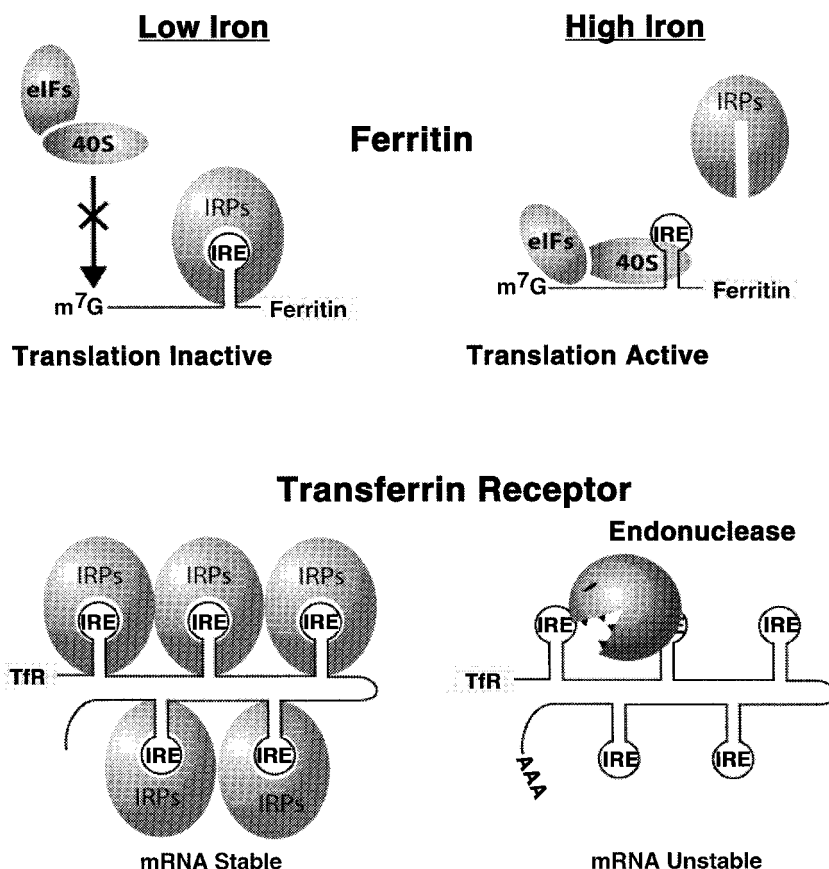 Low Iron
High Iron
eIFs
40S
Ferritin
IRPs
IRPs
IRE
m7G
Ferritin
eIFs
40S
IRE
m7G
Ferritin
Translation Inactive
Translation Active
Transferrin Receptor
Endonuclease
IRPs
IRPs
IRPs
IRE
IRE
IRE
TfR
IRE
IRE
IRPs
IRPs
mRNA Stable
IRE
RE
IRE
TfR
IRE
IRE
AAA
mRNA Unstable